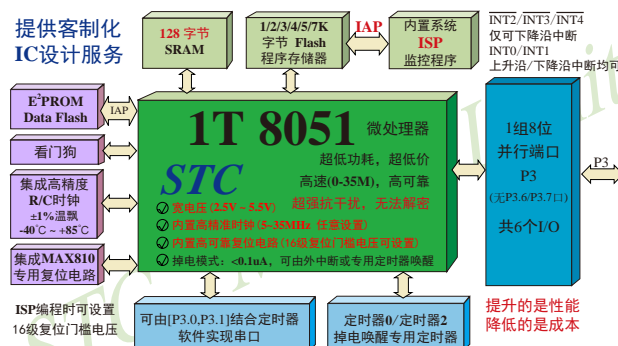 提供客制化
IC设计服务
128 字节
SRAM
1/2/3/4/5/7K
字节 Flash
程序存储器
IAP
内置系统
ISP
监控程序
INT2/INT3/INT4
仅可下降沿中断
INT0/INT1
上升沿/下降沿中断均可
E²PROM
Data Flash
IAP
看门狗
集成高精度
R/C时钟
±1%温飘
-40℃ ~ +85℃
集成MAX810
专用复位电路
ISP编程时可设置
16级复位门槛电压
1T 8051 微处理器
STC
超低功耗，超低价
高速(0-35M)，高可靠
超强抗干扰，无法解密
宽电压 (2.5V ~ 5.5V)
内置高精准时钟 (5~35MHz 任意设置)
内置高可靠复位电路 (16级复位门槛电压可设置)
掉电模式：<0.1uA，可由外中断或专用定时器唤醒
1组8位
并行端口
P3
(无P3.6/P3.7口)
共6个I/O
P3
可由[P3.0,P3.1]结合定时器
软件实现串口
定时器0/定时器2
掉电唤醒专用定时器
提升的是性能
降低的是成本